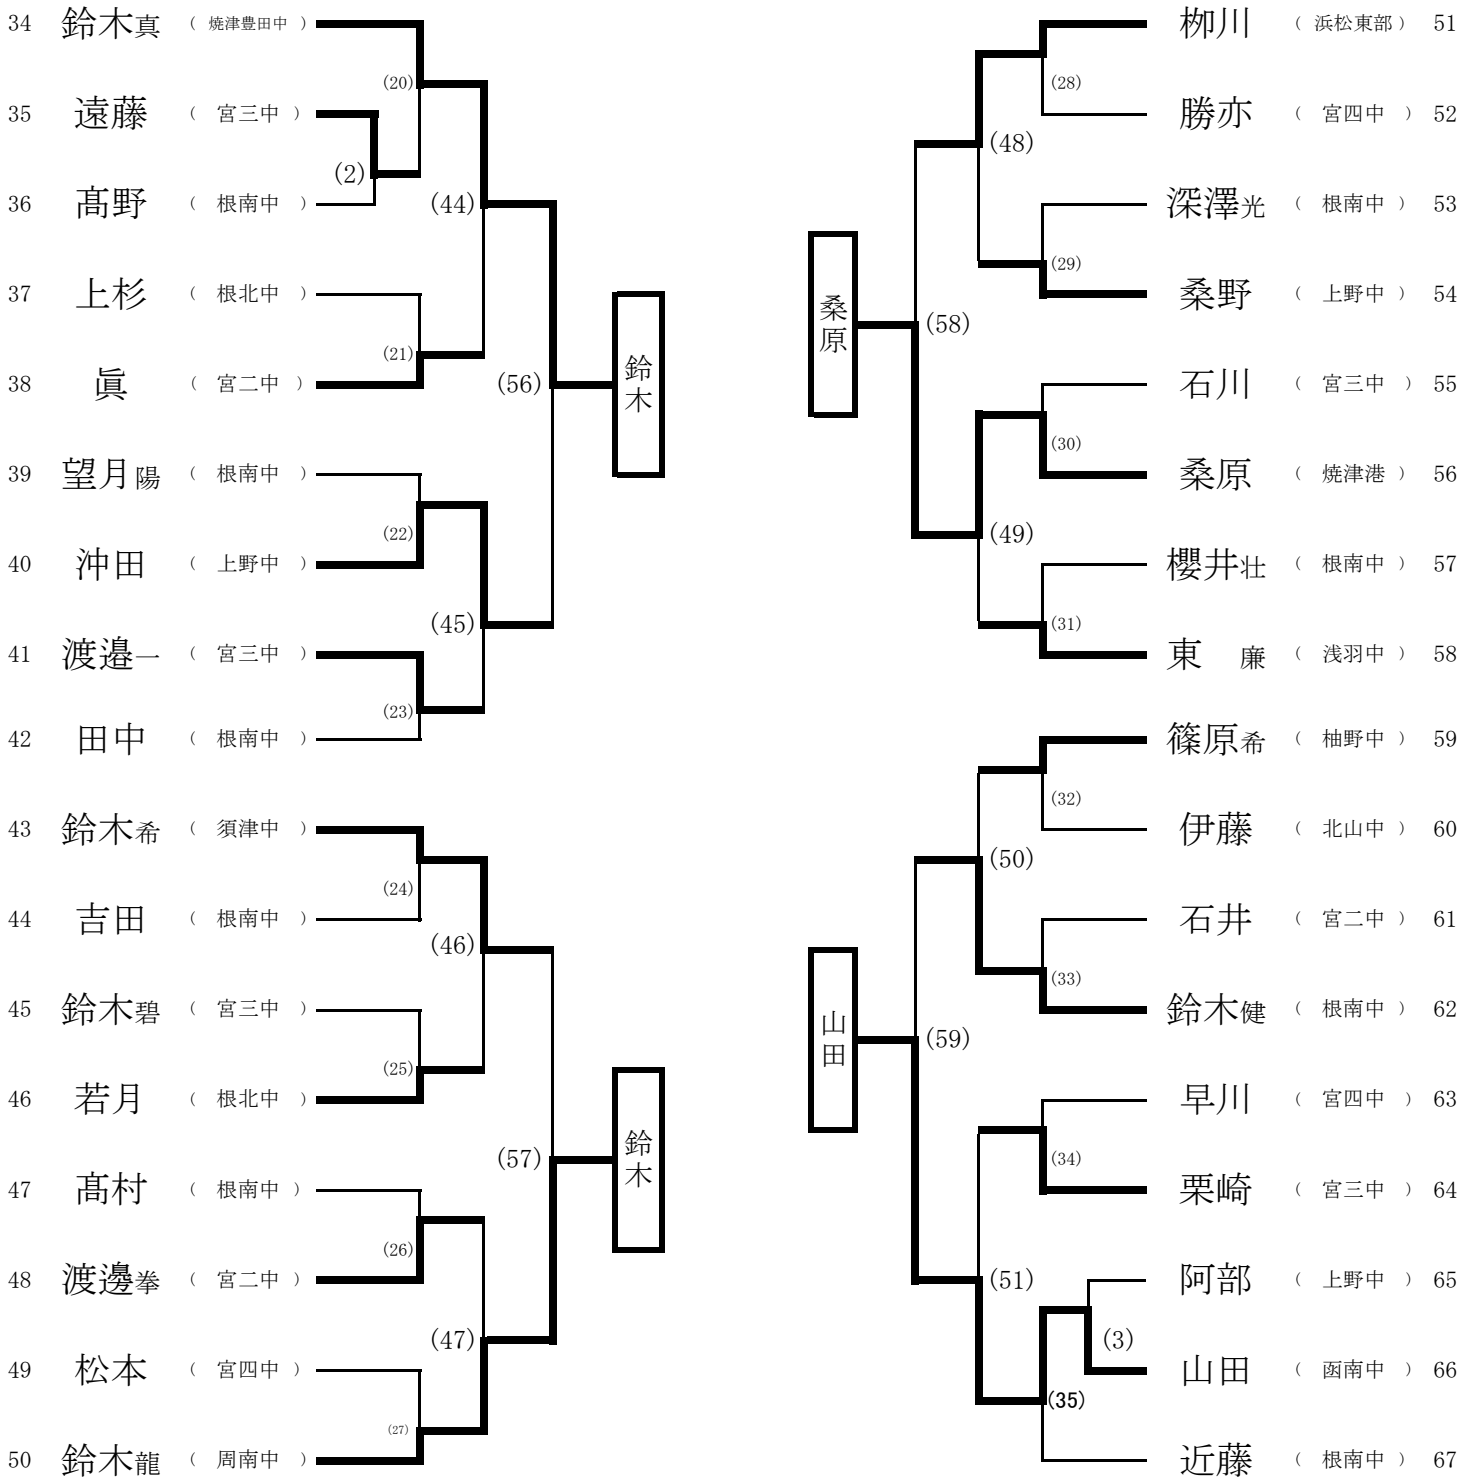 34 鈴木真 （ 焼津豊田中 ）
(20)
35 遠藤 （ 宮三中 ）
(2)
36 髙野 （ 根南中 ）
(44)
37 上杉 （ 根北中 ）
(21)
38 眞 （ 宮二中 ）
(56)
鈴木
39 望月陽 （ 根南中 ）
(22)
40 沖田 （ 上野中 ）
(45)
41 渡邉一 （ 宮三中 ）
(23)
42 田中 （ 根南中 ）
43 鈴木希 （ 須津中 ）
(24)
44 吉田 （ 根南中 ）
(46)
45 鈴木碧 （ 宮三中 ）
(25)
46 若月 （ 根北中 ）
(57)
鈴木
47 髙村 （ 根南中 ）
(26)
48 渡邊拳 （ 宮二中 ）
(47)
49 松本 （ 宮四中 ）
(27)
50 鈴木龍 （ 周南中 ）
栁川 （ 浜松東部 ） 51
(28)
勝亦 （ 宮四中 ） 52
(48)
深澤光 （ 根南中 ） 53
(29)
桑野 （ 上野中 ） 54
桑原
(58)
石川 （ 宮三中 ） 55
(30)
桑原 （ 焼津港 ） 56
(49)
櫻井壮 （ 根南中 ） 57
(31)
東 廉 （ 浅羽中 ） 58
篠原希 （ 柚野中 ） 59
(32)
伊藤 （ 北山中 ） 60
(50)
石井 （ 宮二中 ） 61
(33)
鈴木健 （ 根南中 ） 62
山田
(59)
早川 （ 宮四中 ） 63
(34)
栗崎 （ 宮三中 ） 64
(51)
阿部 （ 上野中 ） 65
(3)
山田 （ 函南中 ） 66
(35)
近藤 （ 根南中 ） 67